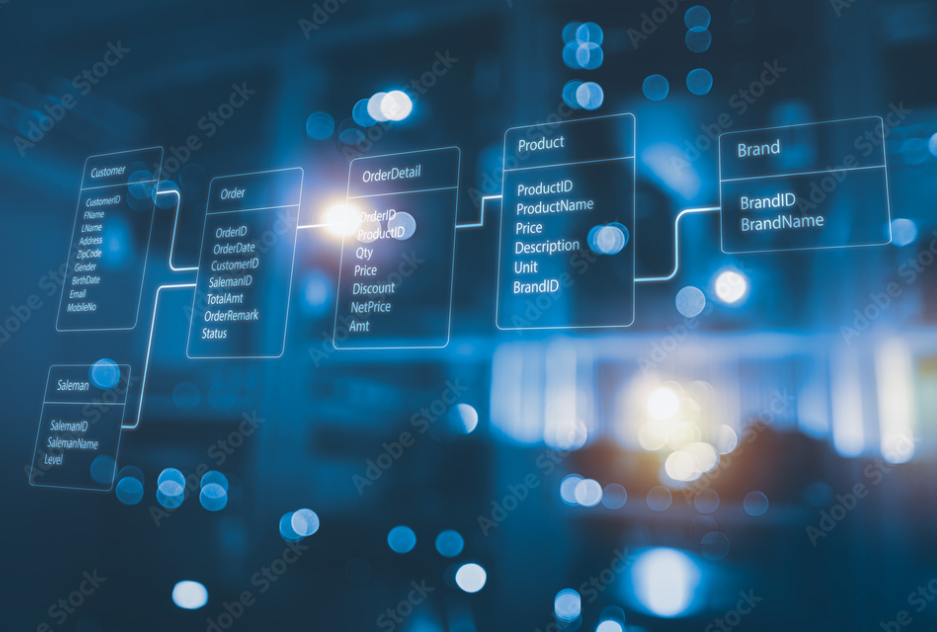 Customer
CustomerID
FName
LName
Address
ZipCode
Gender
BirthDate
Email
MobileNo
Order
OrderID
OrderDate
CustomerID
SalemanID
TotalAmt
OrderRemark
Status
OrderDetail
OrderID
ProductID
Qty
Price
Discount
NetPrice
Amt
Product
ProductID
ProductName
Price
Description
Unit
BrandID
Brand
BrandID
BrandName
Saleman
SalemanID
SalemanName
Level
Adobe Stock